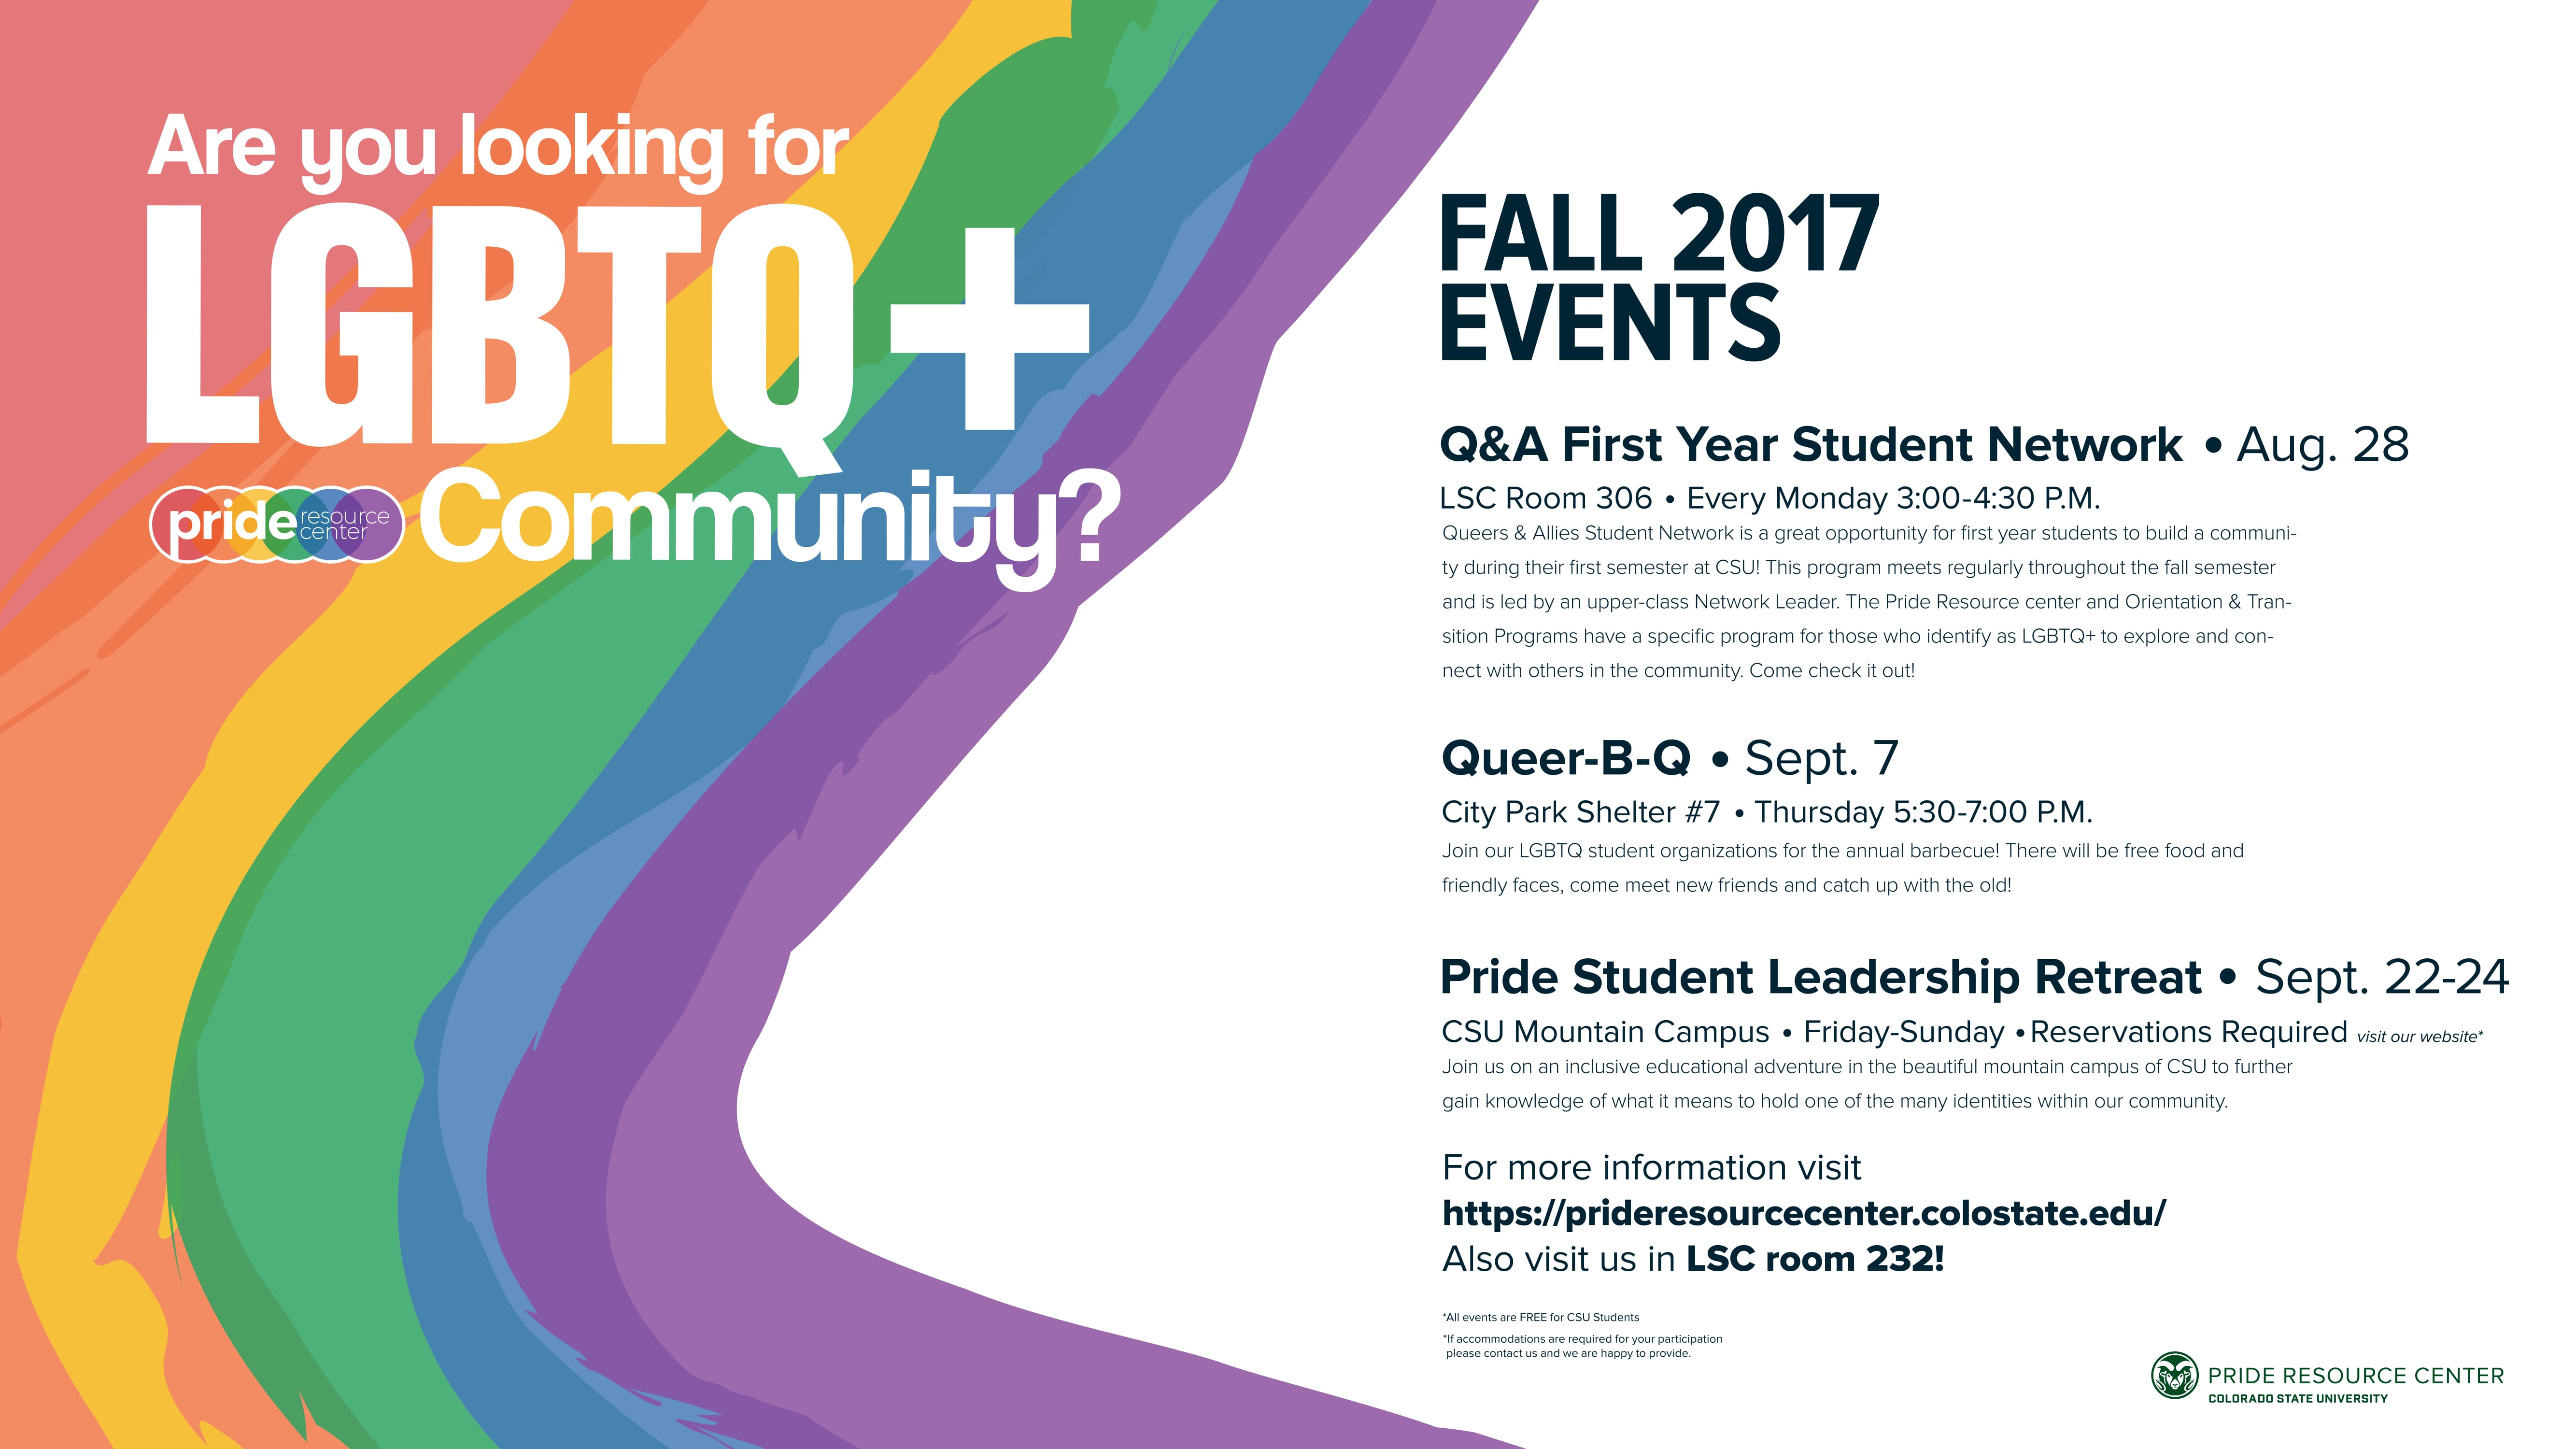 Are you looking for
LGBTQ+
pride resource center Community?
FALL 2017
EVENTS
Q&A First Year Student Network • Aug. 28
LSC Room 306 • Every Monday 3:00-4:30 P.M.
Queers & Allies Student Network is a great opportunity for first year students to build a communi-
ty during their first semester at CSU! This program meets regularly throughout the fall semester
and is led by an upper-class Network Leader. The Pride Resource center and Orientation & Tran-
sition Programs have a specific program for those who identify as LGBTQ+ to explore and con-
nect with others in the community. Come check it out!
Queer-B-Q • Sept. 7
City Park Shelter #7 • Thursday 5:30-7:00 P.M.
Join our LGBTQ student organizations for the annual barbecue! There will be free food and
friendly faces, come meet new friends and catch up with the old!
Pride Student Leadership Retreat • Sept. 22-24
CSU Mountain Campus • Friday-Sunday • Reservations Required visit our website*
Join us on an inclusive educational adventure in the beautiful mountain campus of CSU to further
gain knowledge of what it means to hold one of the many identities within our community.
For more information visit
https://prideresourcecenter.colostate.edu/
Also visit us in LSC room 232!
*All events are FREE for CSU Students
*If accommodations are required for your participation
please contact us and we are happy to provide.
PRIDE RESOURCE CENTER
COLORADO STATE UNIVERSITY